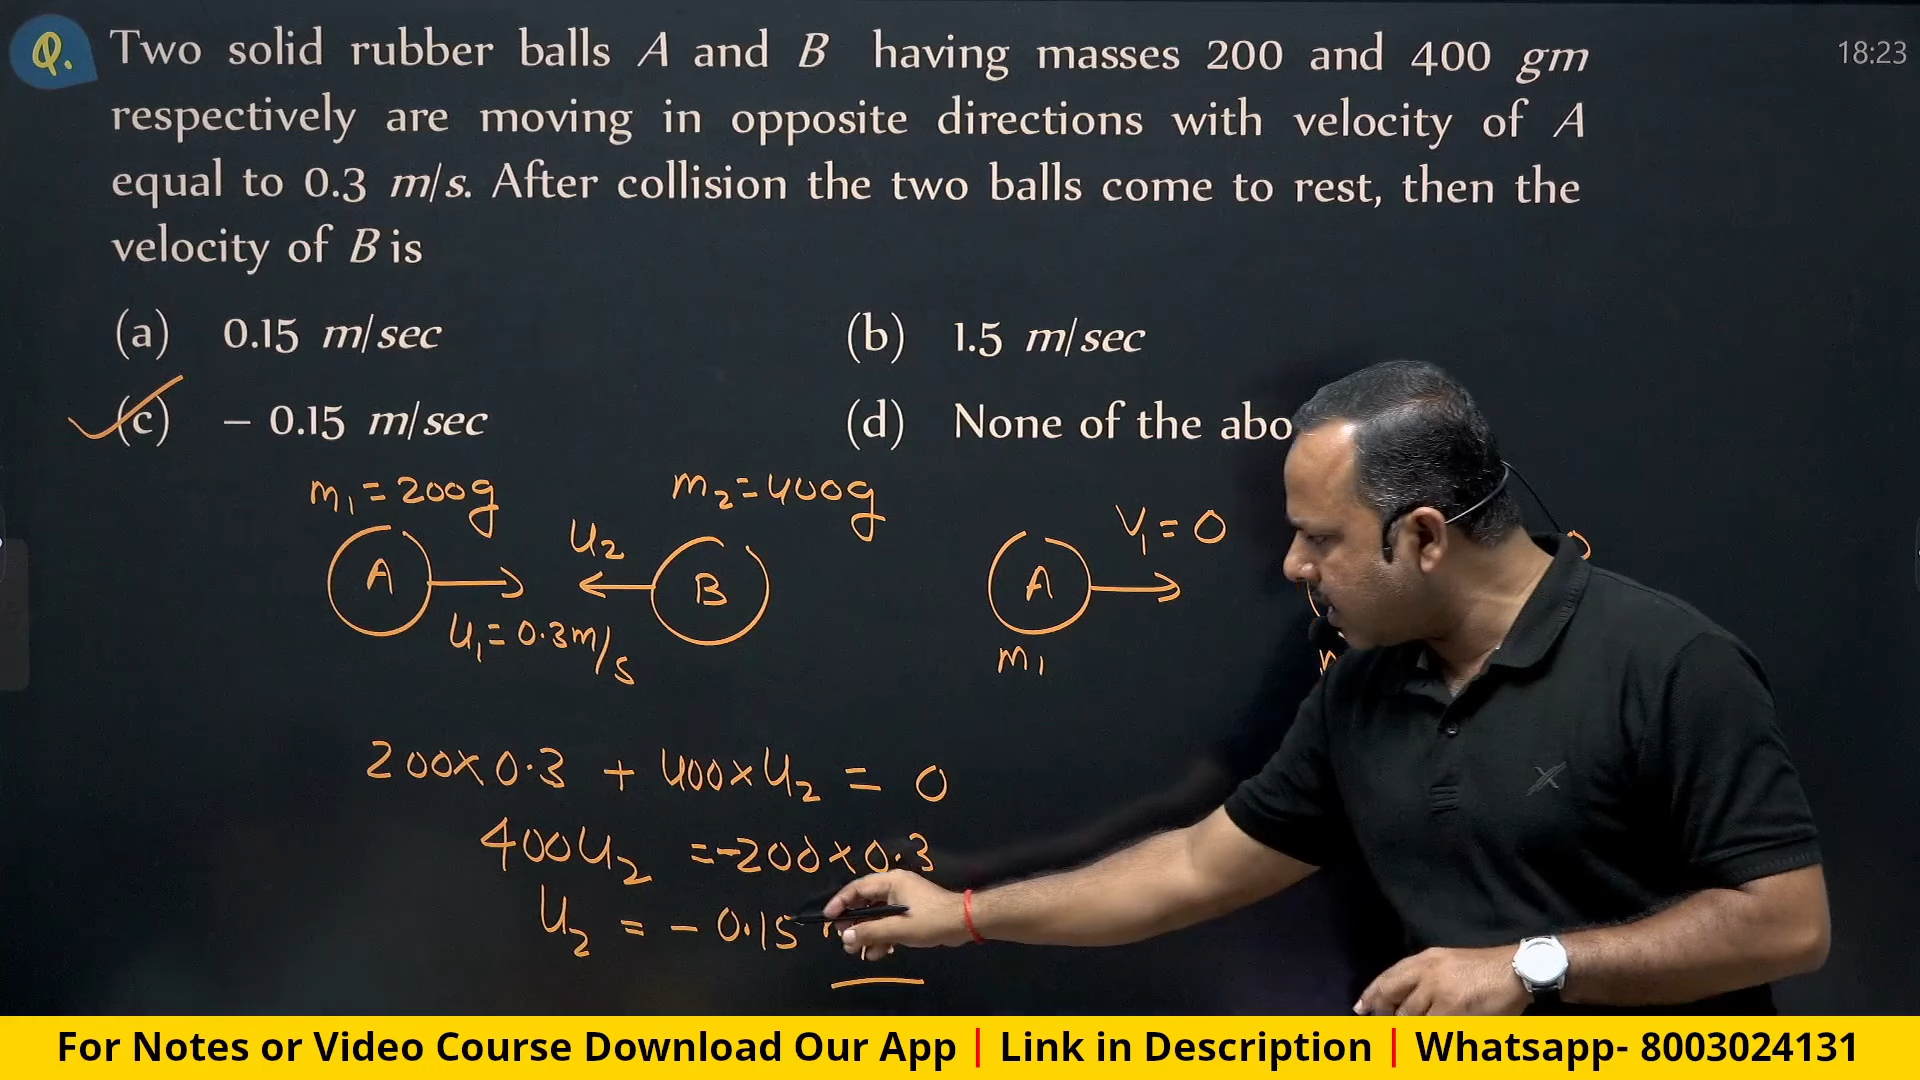 Q. Two solid rubber balls A and B having masses 200 and 400 gm
18:23
respectively are moving in opposite directions with velocity of A
equal to 0.3 m/s. After collision the two balls come to rest, then the
velocity of B is
(a) 0.15 m/sec (b) 1.5 m/sec
(c) – 0.15 m/sec (d) None of the abo
m₁ = 200g m₂ = 400g
u₂ V₁ = 0
A B A
u₁ = 0.3m/s m₁
200×0.3 + 400×u₂ = 0
400u₂ = -200×0.3
u₂ = - 0.15
For Notes or Video Course Download Our App | Link in Description | Whatsapp- 8003024131